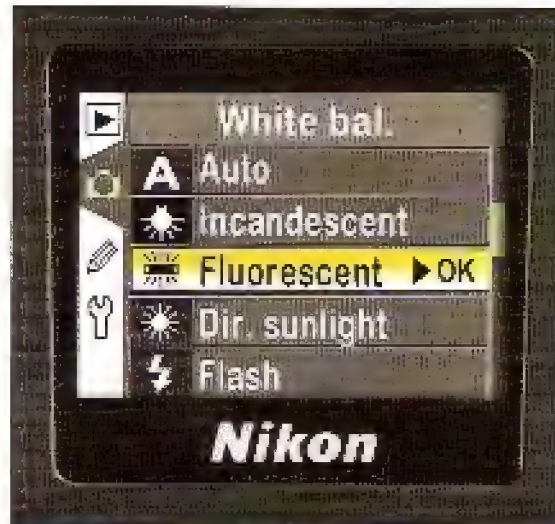 White bal.
A Auto
Incandescent
Fluorescent ▶OK
Dir. sunlight
Flash
Nikon